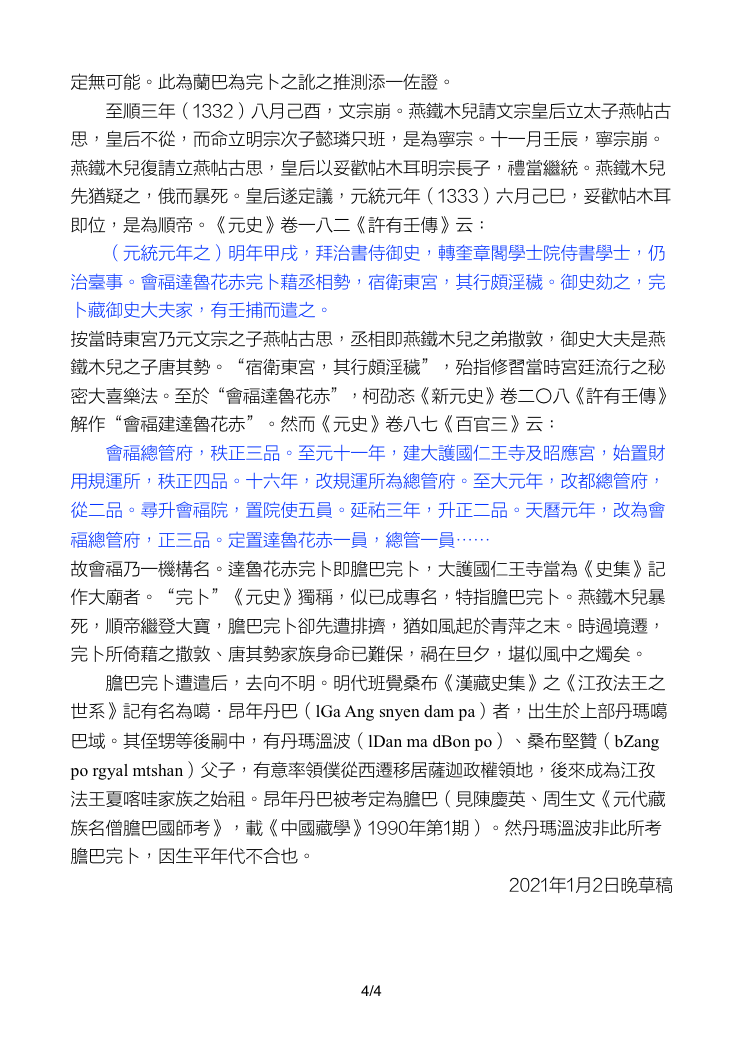 定無可能。此為蘭巴為完卜之訛之推測添一佐證。
至順三年（1332）八月己酉，文宗崩。燕鐵木兒請文宗皇后立太子燕帖古
思，皇后不從，而命立明宗次子懿璘只班，是為寧宗。十一月壬辰，寧宗崩。
燕鐵木兒復請立燕帖古思，皇后以妥歡帖木耳明宗長子，禮當繼統。燕鐵木兒
先猶疑之，俄而暴死。皇后遂定議，元統元年（1333）六月己巳，妥歡帖木耳
即位，是為順帝。《元史》卷一八二《許有壬傳》云：
（元統元年之）明年甲戌，拜治書侍御史，轉奎章閣學士院侍書學士，仍
治臺事。會福達魯花赤完卜藉丞相勢，宿衛東宮，其行頗淫穢。御史劾之，完
卜藏御史大夫家，有壬捕而遣之。
按當時東宮乃元文宗之子燕帖古思，丞相即燕鐵木兒之弟撒敦，御史大夫是燕
鐵木兒之子唐其勢。“宿衛東宮，其行頗淫穢”，殆指修習當時宮廷流行之秘
密大喜樂法。至於“會福達魯花赤”，柯劭忞《新元史》卷二〇八《許有壬傳》
解作“會福建達魯花赤”。然而《元史》卷八七《百官三》云：
會福總管府，秩正三品。至元十一年，建大護國仁王寺及昭應宮，始置財
用規運所，秩正四品。十六年，改規運所為總管府。至大元年，改都總管府，
從二品。尋升會福院，置院使五員。延祐三年，升正二品。天曆元年，改為會
福總管府，正三品。定置達魯花赤一員，總管一員……
故會福乃一機構名。達魯花赤完卜即膽巴完卜，大護國仁王寺當為《史集》記
作大廟者。“完卜”《元史》獨稱，似已成專名，特指膽巴完卜。燕鐵木兒暴
死，順帝繼登大寶，膽巴完卜卻先遭排擠，猶如風起於青萍之末。時過境遷，
完卜所倚藉之撒敦、唐其勢家族身命已難保，禍在旦夕，堪似風中之燭矣。
膽巴完卜遭遣后，去向不明。明代班覺桑布《漢藏史集》之《江孜法王之
世系》記有名為噶·昂年丹巴（lGa Ang snyen dam pa）者，出生於上部丹瑪噶
巴域。其侄甥等後嗣中，有丹瑪溫波（lDan ma dBon po）、桑布堅贊（bZang
po rgyal mtshan）父子，有意率領僕從西遷移居薩迦政權領地，後來成為江孜
法王夏喀哇家族之始祖。昂年丹巴被考定為膽巴（見陳慶英、周生文《元代藏
族名僧膽巴國師考》，載《中國藏學》1990年第1期）。然丹瑪溫波非此所考
膽巴完卜，因生平年代不合也。
2021年1月2日晚草稿
4/4